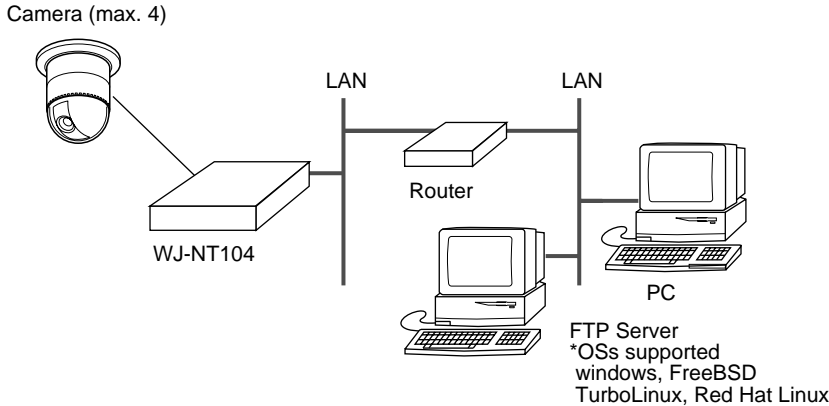 Camera (max. 4)
LAN
LAN
Router
WJ-NT104
PC
FTP Server
*OSs supported
windows, FreeBSD
TurboLinux, Red Hat Linux